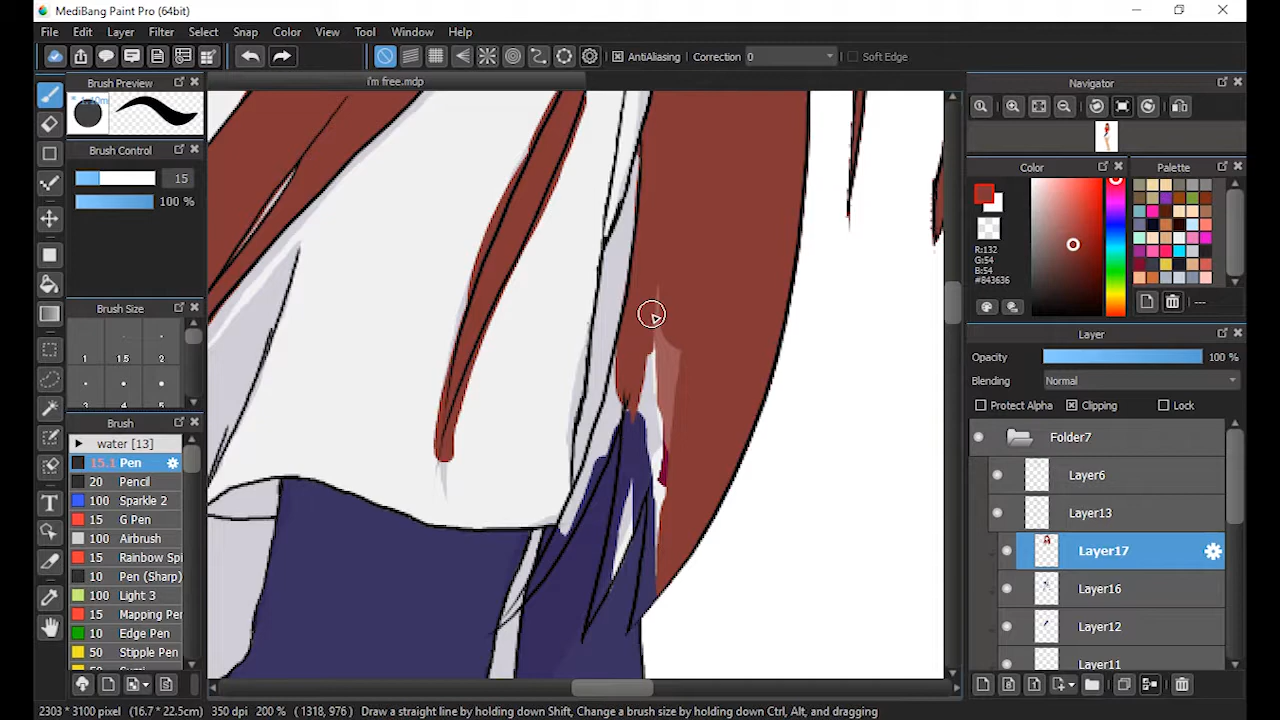 MediBang Paint Pro (64bit)
File Edit Layer Filter Select Snap Color View Tool Window Help
AntiAliasing Correction 0 Soft Edge
Brush Preview
i'm free.mdp
Navigator
Brush Control
15
100 %
Color
Palette
R:132
G:54
B:54
#843636
---
Brush Size
1 1.5 2
3 4 5
Layer
Opacity 100 %
Blending Normal
Protect Alpha Clipping Lock
Brush
water [13]
15.1 Pen
20 Pencil
100 Sparkle 2
15 G Pen
100 Airbrush
15 Rainbow Spi
10 Pen (Sharp)
100 Light 3
15 Mapping Pen
10 Edge Pen
50 Stipple Pen
Folder7
Layer6
Layer13
Layer17
Layer16
Layer12
Layer11
2303 * 3100 pixel (16.7 * 22.5cm) 350 dpi 200 % ( 1318, 976 ) Draw a straight line by holding down Shift, Change a brush size by holding down Ctrl, Alt, and dragging